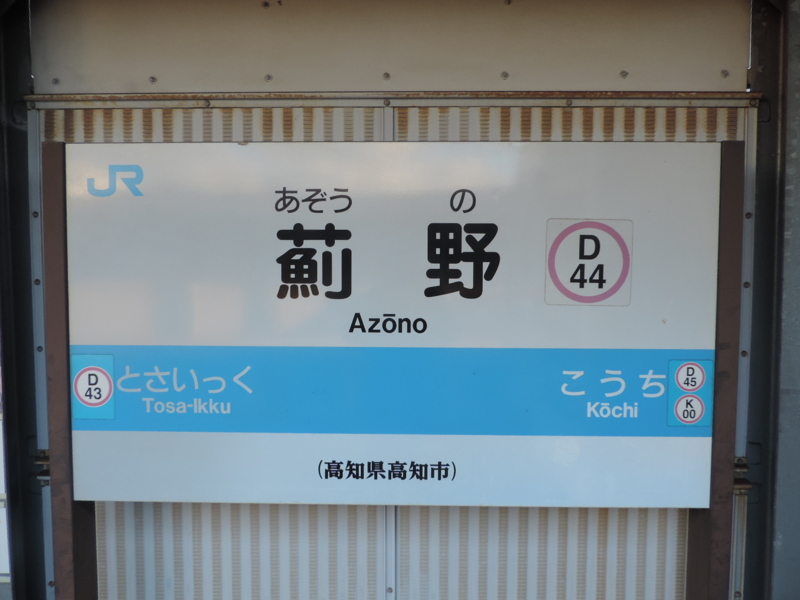 JR
あぞう の
薊 野
D
44
Azōno
D
43
とさいっく
Tosa-Ikku
こうち
Kōchi
D
45
K
00
(高知県高知市)